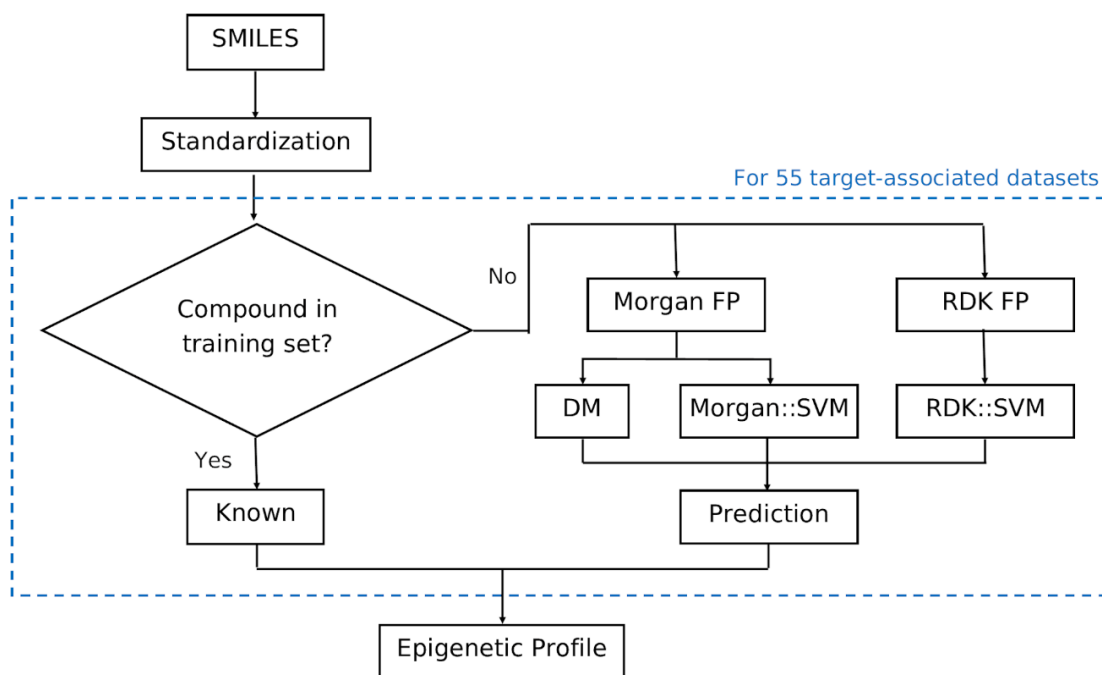 SMILES
Standardization
For 55 target-associated datasets
Compound in
training set?
No
Morgan FP
RDK FP
DM
Morgan::SVM
RDK::SVM
Yes
Known
Prediction
Epigenetic Profile